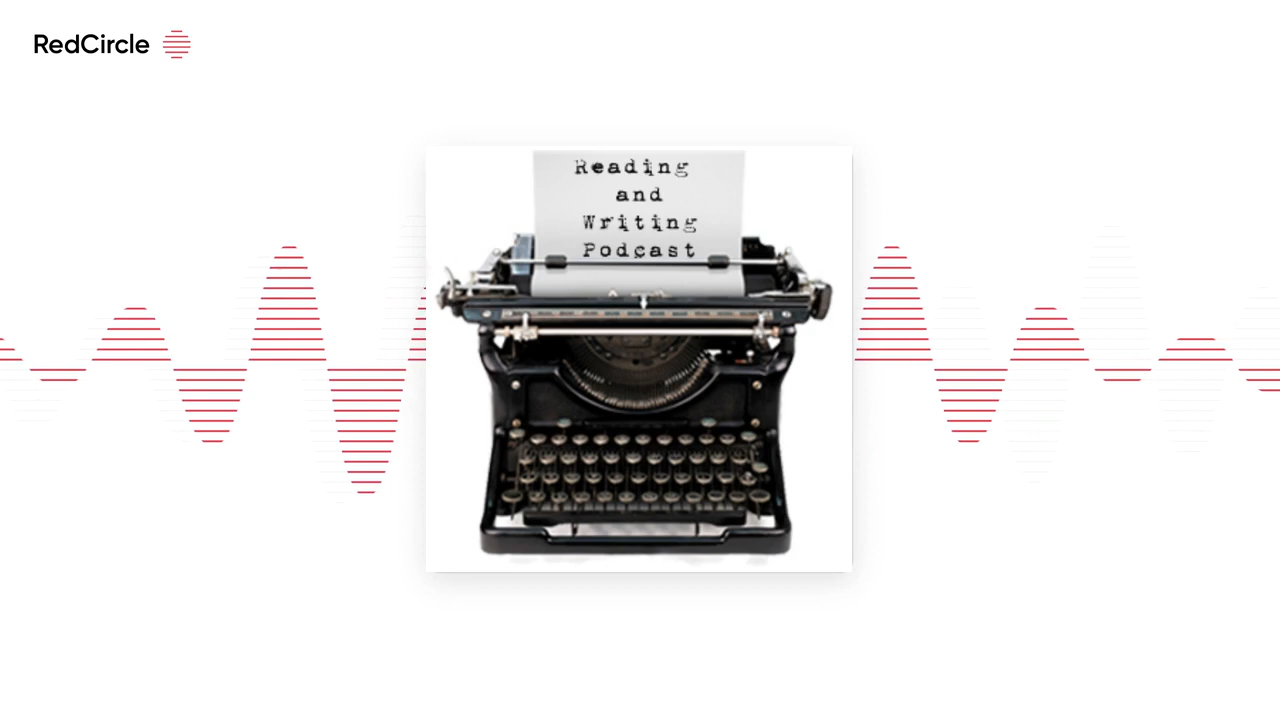 RedCircle
Reading
and
Writing
Podcast